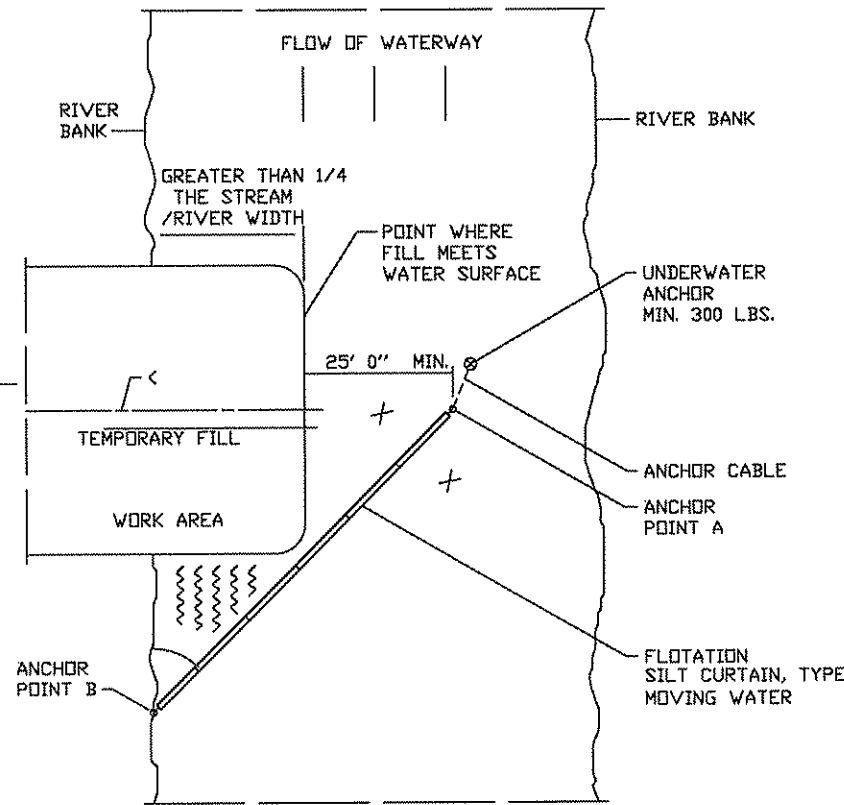 FLOW OF WATERWAY
RIVER
BANK
RIVER BANK
GREATER THAN 1/4
THE STREAM
/RIVER WIDTH
POINT WHERE
FILL MEETS
WATER SURFACE
UNDERWATER
ANCHOR
MIN. 300 LBS.
25' 0" MIN.
TEMPORARY FILL
ANCHOR CABLE
ANCHOR
POINT A
WORK AREA
FLOTATION
SILT CURTAIN, TYPE
MOVING WATER
ANCHOR
POINT B